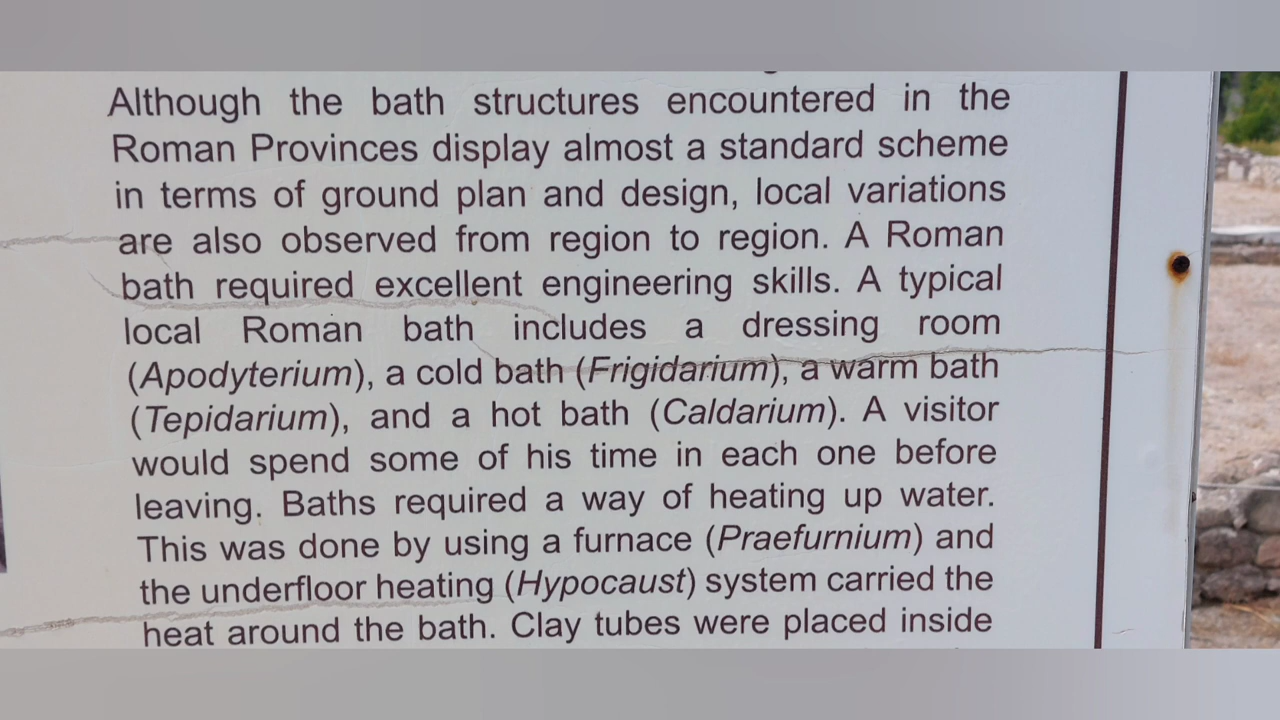 Although the bath structures encountered in the
Roman Provinces display almost a standard scheme
in terms of ground plan and design, local variations
are also observed from region to region. A Roman
bath required excellent engineering skills. A typical
local Roman bath includes a dressing room
(Apodyterium), a cold bath (Frigidarium), a warm bath
(Tepidarium), and a hot bath (Caldarium). A visitor
would spend some of his time in each one before
leaving. Baths required a way of heating up water.
This was done by using a furnace (Praefurnium) and
the underfloor heating (Hypocaust) system carried the
heat around the bath. Clay tubes were placed inside